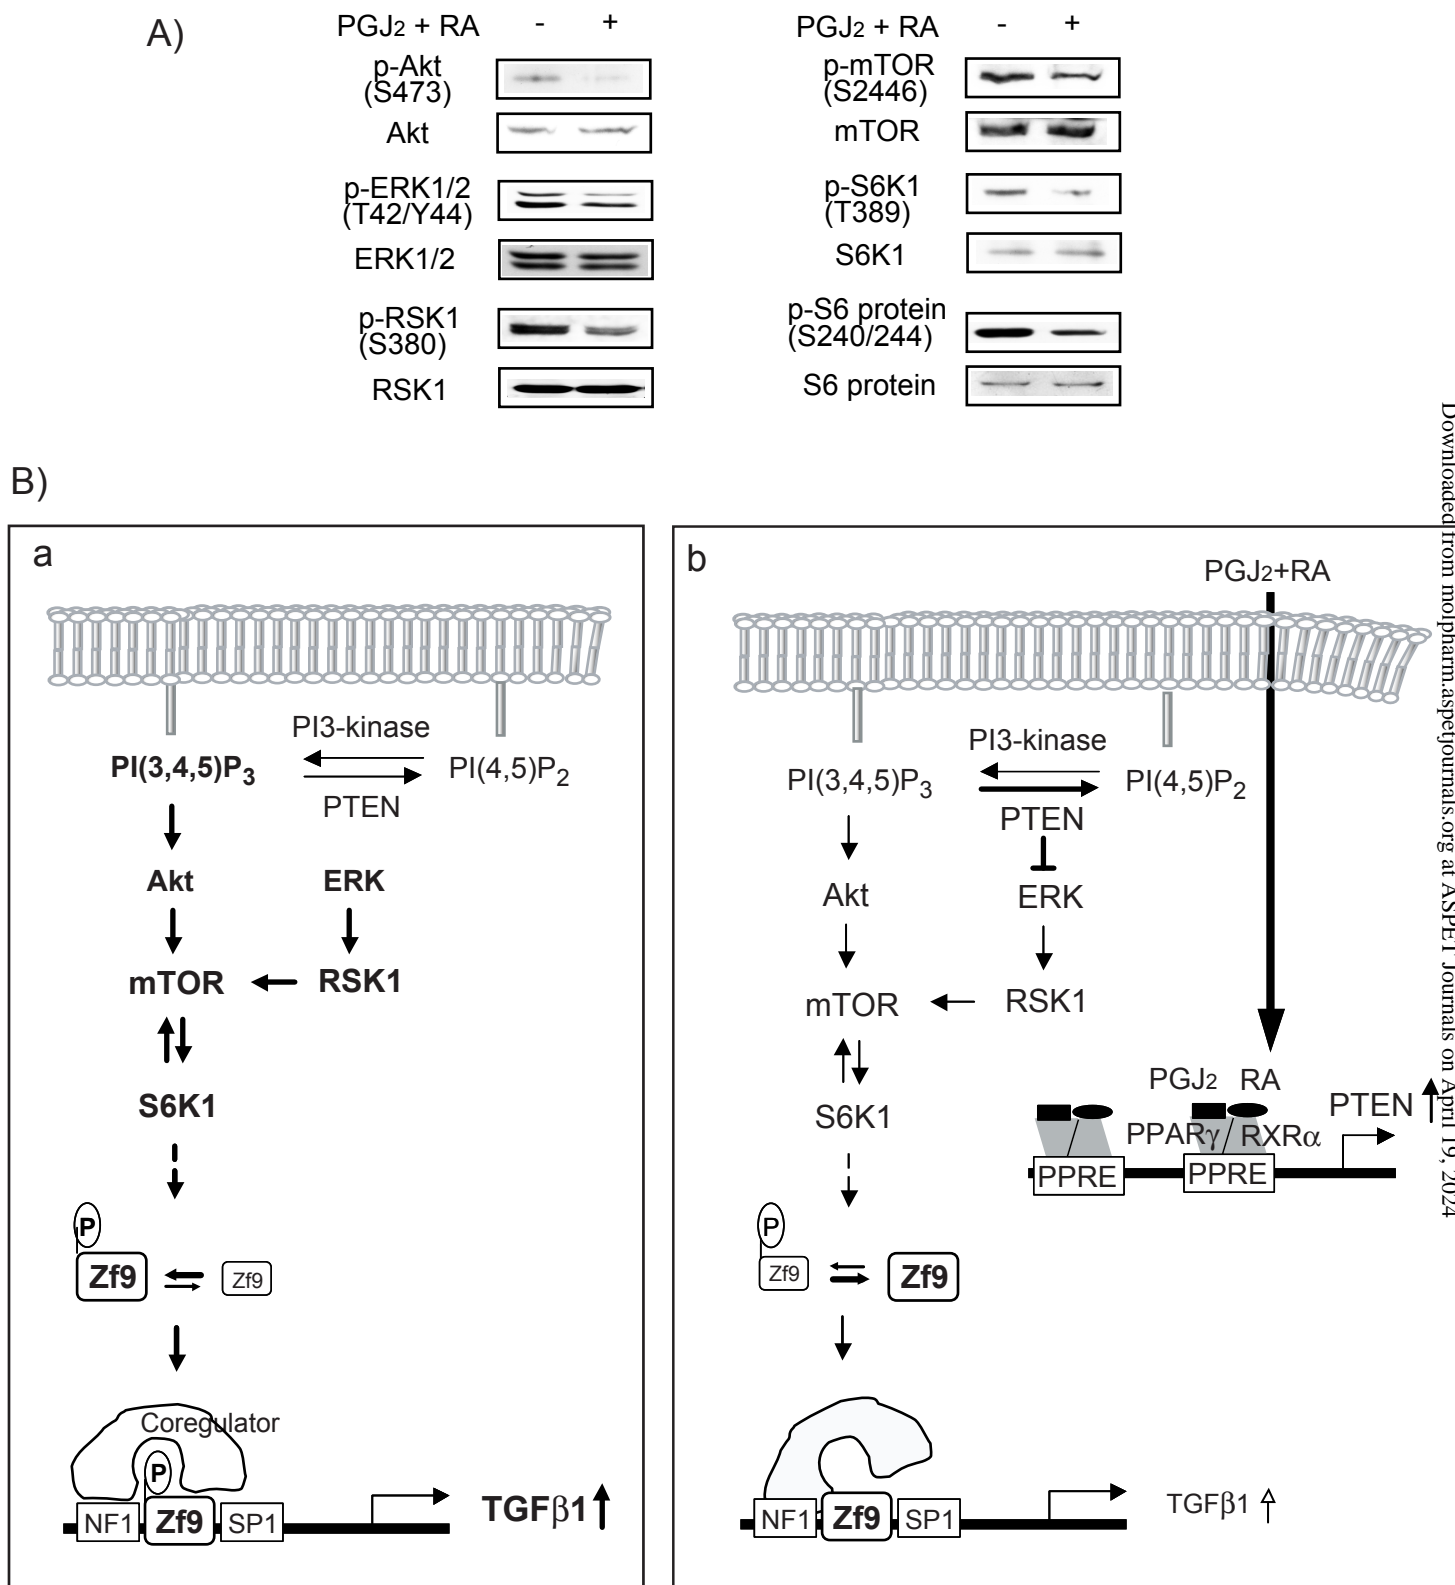 A)
PGJ2 + RA - +
p-Akt
(S473)
Akt
p-ERK1/2
(T42/Y44)
ERK1/2
p-RSK1
(S380)
RSK1
PGJ2 + RA - +
p-mTOR
(S2446)
mTOR
p-S6K1
(T389)
S6K1
p-S6 protein
(S240/244)
S6 protein
B)
a
PI3-kinase
PI(3,4,5)P3
PI(4,5)P2
PTEN
Akt
ERK
mTOR
RSK1
S6K1
P
Zf9
Zf9
Coregulator
P
NF1
Zf9
SP1
TGFβ1
b
PGJ2+RA
PI3-kinase
PI(3,4,5)P3
PI(4,5)P2
PTEN
Akt
ERK
mTOR
RSK1
S6K1
PGJ2 RA
PTEN
PPARγ RXRα
PPRE
PPRE
P
Zf9
Zf9
NF1
Zf9
SP1
TGFβ1
Downloaded from molpharm.aspetjournals.org at ASPET Journals on April 19, 2024